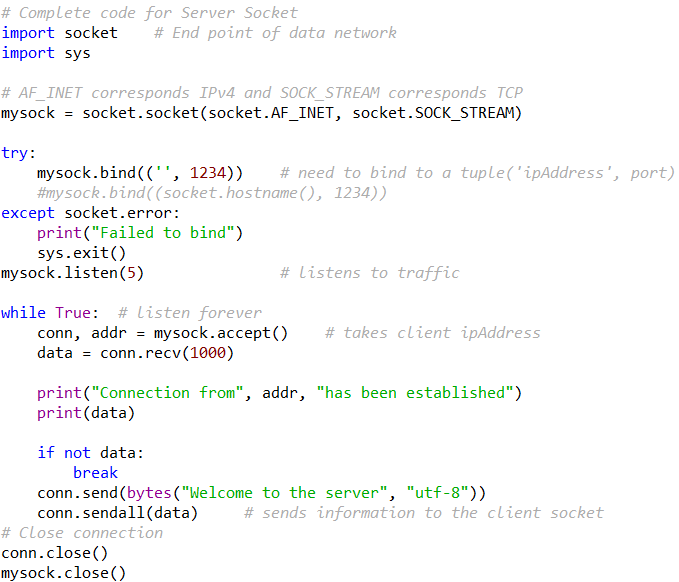 # Complete code for Server Socket
import socket    # End point of data network
import sys

# AF_INET corresponds IPv4 and SOCK_STREAM corresponds TCP
mysock = socket.socket(socket.AF_INET, socket.SOCK_STREAM)

try:
    mysock.bind(('', 1234))    # need to bind to a tuple('ipAddress', port)
    #mysock.bind((socket.hostname(), 1234))
except socket.error:
    print("Failed to bind")
    sys.exit()
mysock.listen(5)               # listens to traffic

while True:  # listen forever
    conn, addr = mysock.accept()    # takes client ipAddress
    data = conn.recv(1000)

    print("Connection from", addr, "has been established")
    print(data)

    if not data:
        break
    conn.send(bytes("Welcome to the server", "utf-8"))
    conn.sendall(data)     # sends information to the client socket
# Close connection
conn.close()
mysock.close()